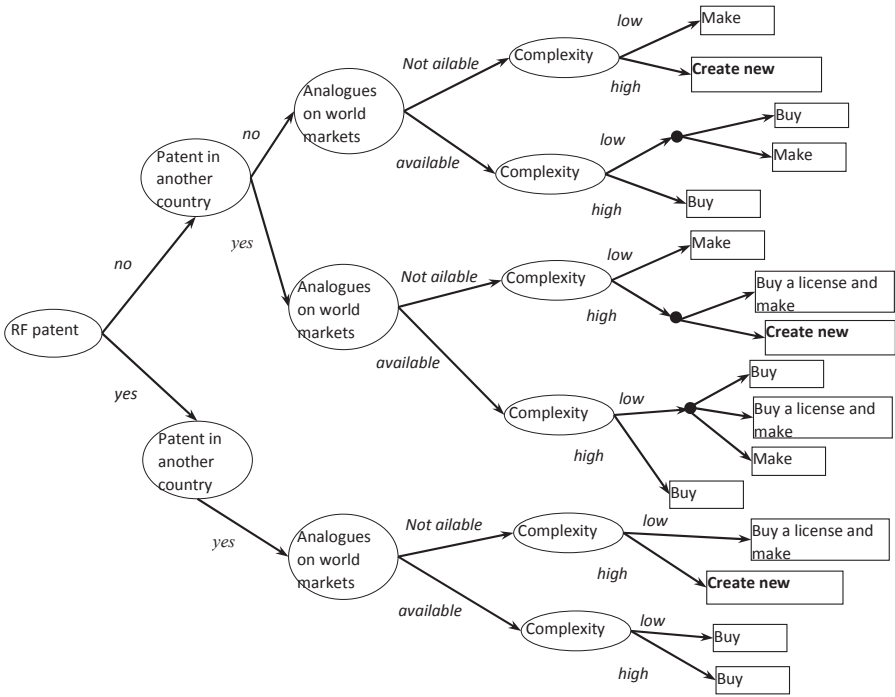 low
Make
Not ailable
Complexity
Create new
high
Analogues
on world
markets
no
low
Buy
available
Make
Complexity
Patent in
another
country
high
Buy
yes
low
Make
Not ailable
Complexity
Analogues
on world
markets
Buy a license and
make
high
Create new
no
RF patent
available
Buy
low
yes
Buy a license and
make
Complexity
Patent in
another
country
high
Make
Buy
Not ailable
low
Buy a license and
make
yes
Analogues
on world
markets
Complexity
high
Create new
available
low
Buy
Complexity
high
Buy